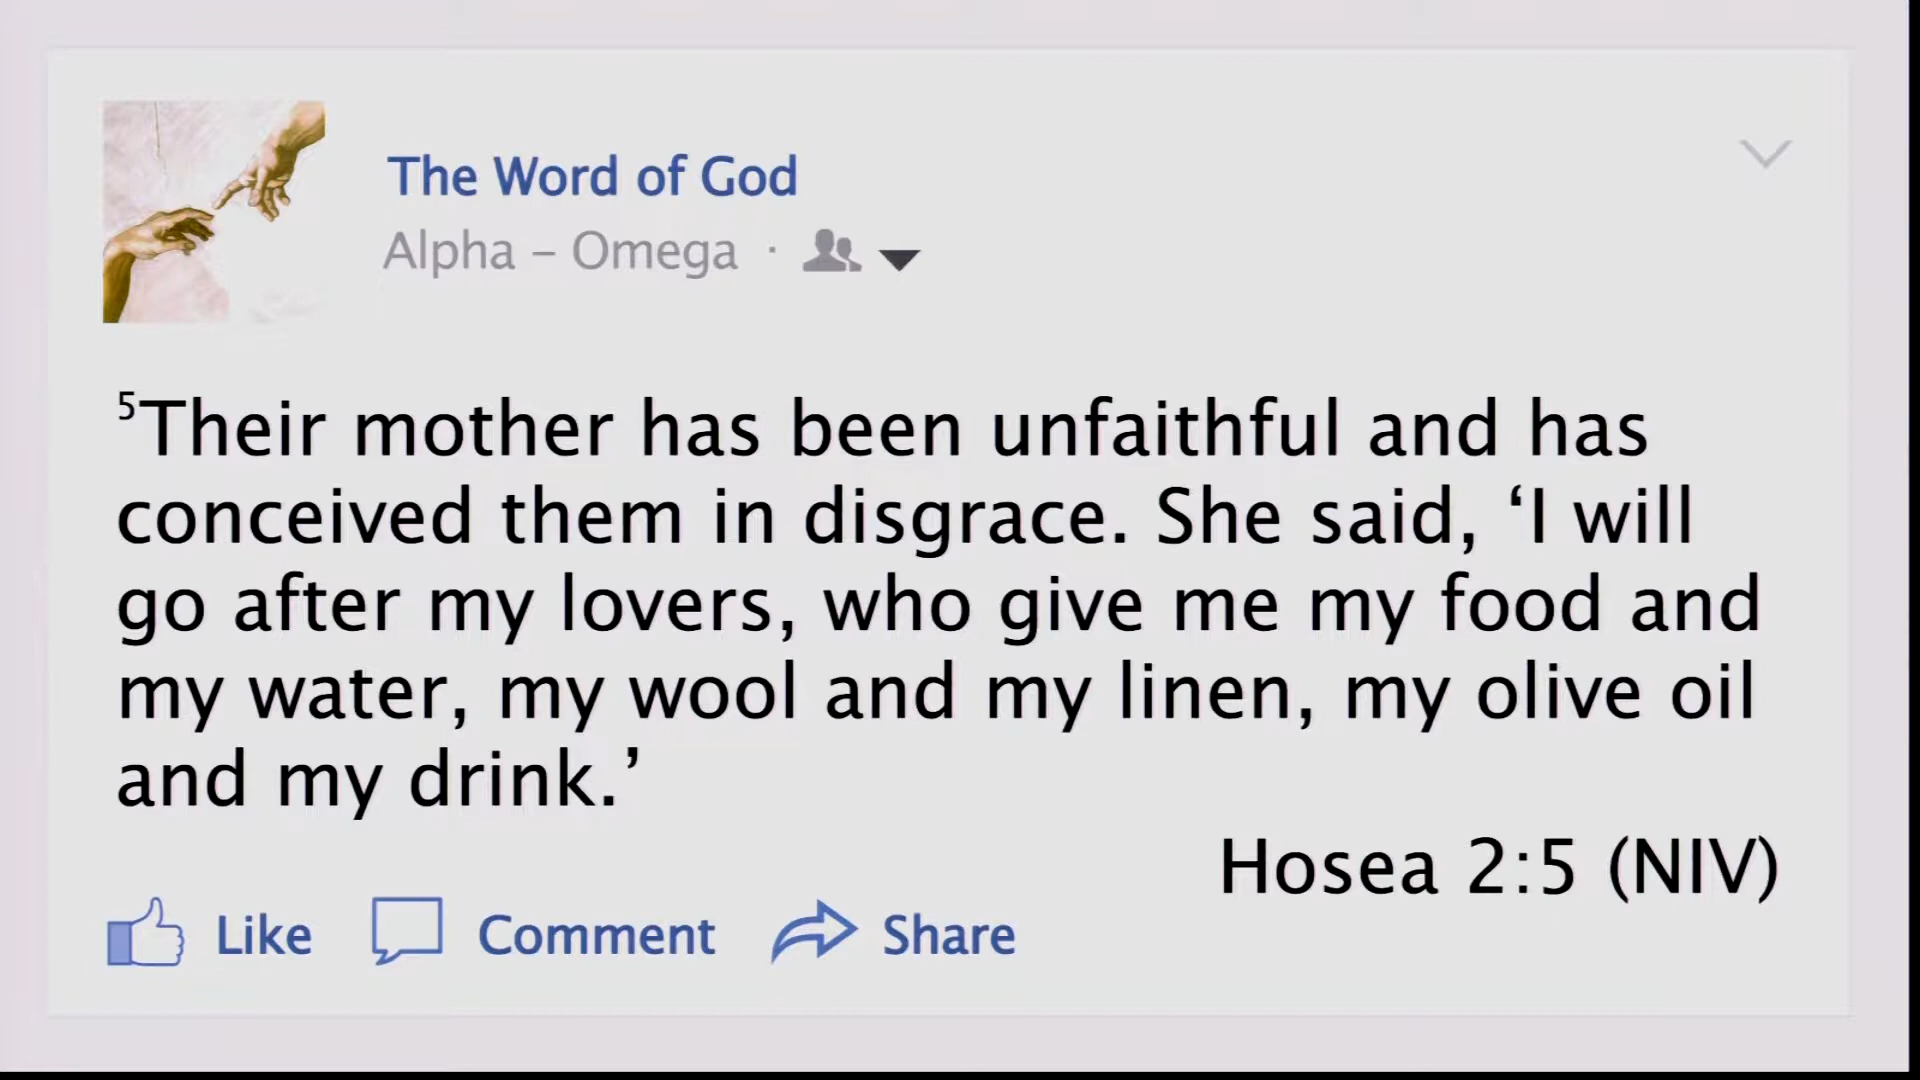 The Word of God
Alpha – Omega ·
⁵Their mother has been unfaithful and has
conceived them in disgrace. She said, ‘I will
go after my lovers, who give me my food and
my water, my wool and my linen, my olive oil
and my drink.’
Hosea 2:5 (NIV)
Like Comment Share